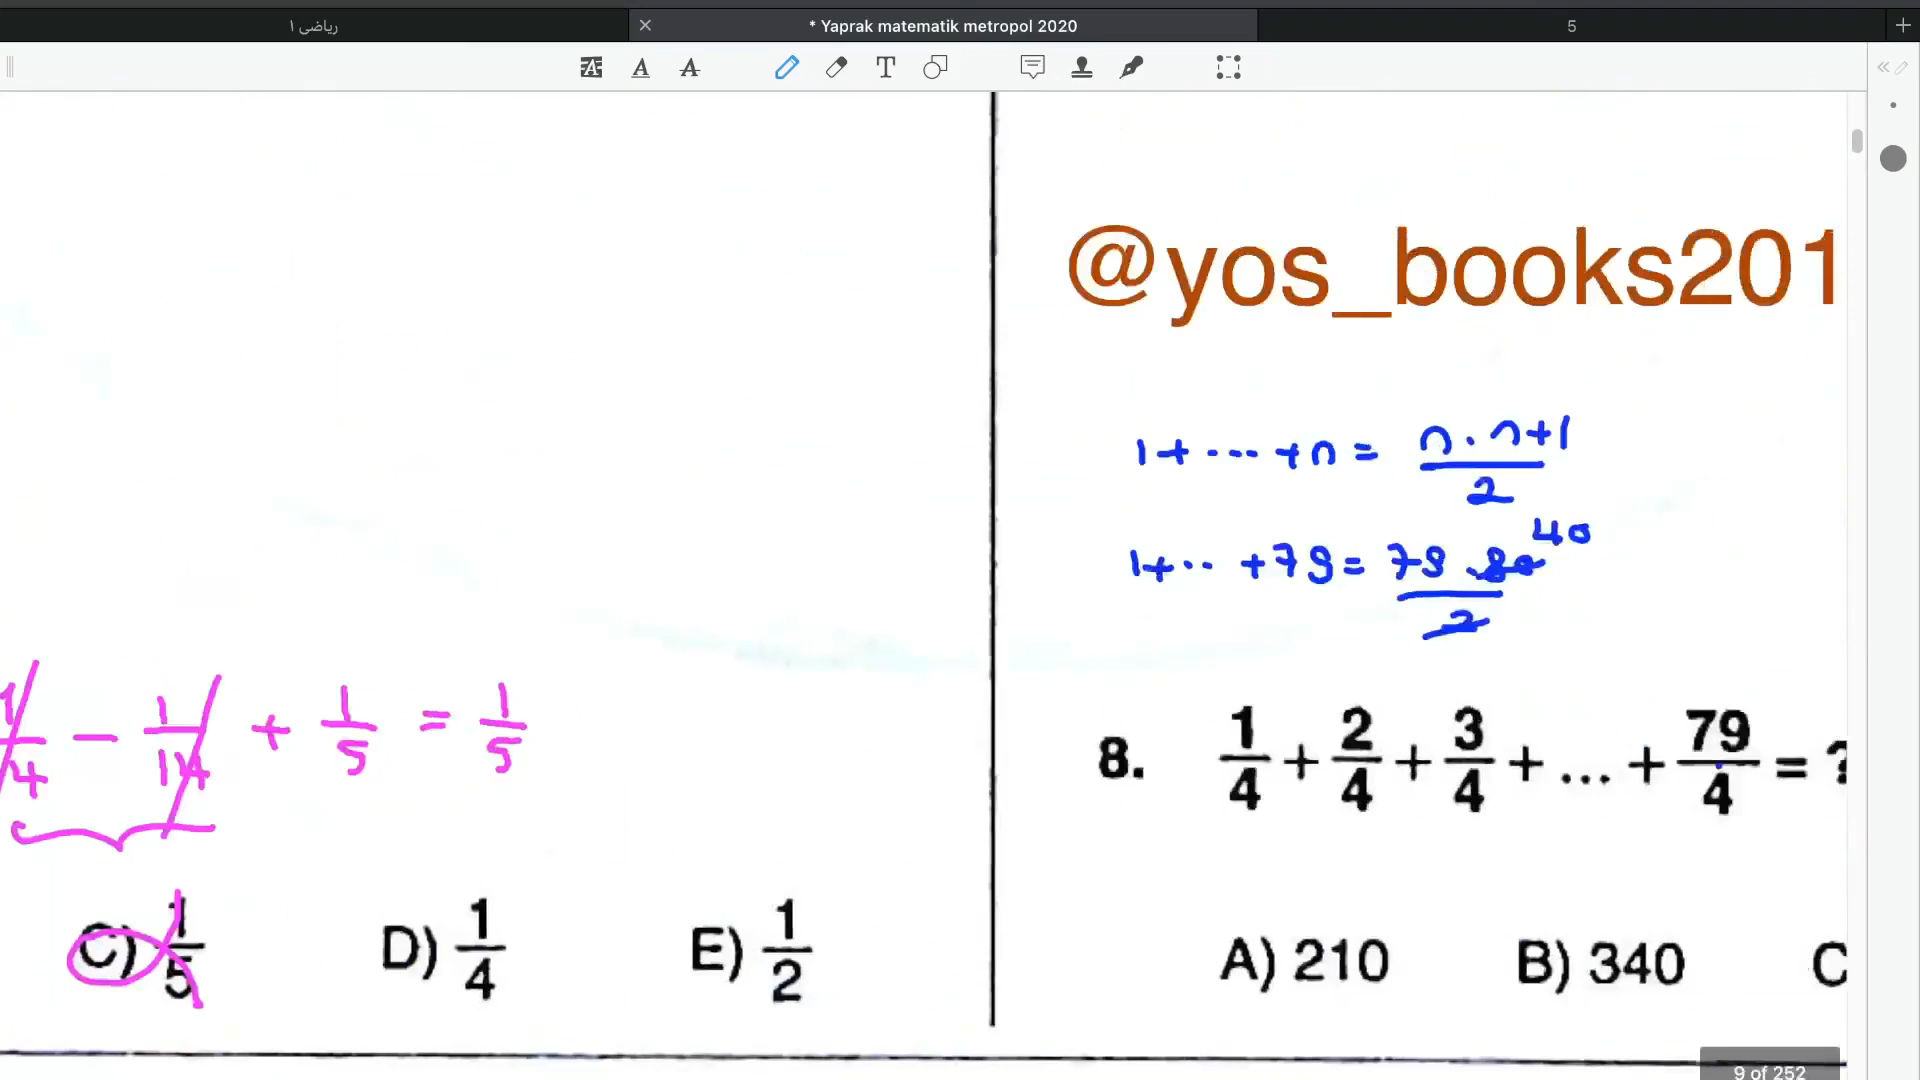 ریاضی ۱
* Yaprak matematik metropol 2020
5
@yos_books201
1 + ... + n = n . n+1 / 2
1 + .. + 79 = 79 . 80 / 2 40
1/4 - 1/14 + 1/5 = 1/5
C) 1/5 D) 1/4 E) 1/2
8. 1/4 + 2/4 + 3/4 + ... + 79/4 = ?
A) 210 B) 340 C
9 of 252